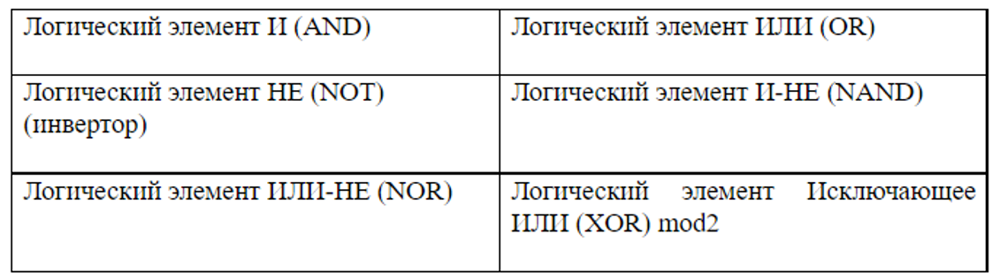 Логический элемент И (AND)
Логический элемент ИЛИ (OR)
Логический элемент НЕ (NOT)
(инвертор)
Логический элемент И-НЕ (NAND)
Логический элемент ИЛИ-НЕ (NOR)
Логический элемент Исключающее
ИЛИ (XOR) mod2